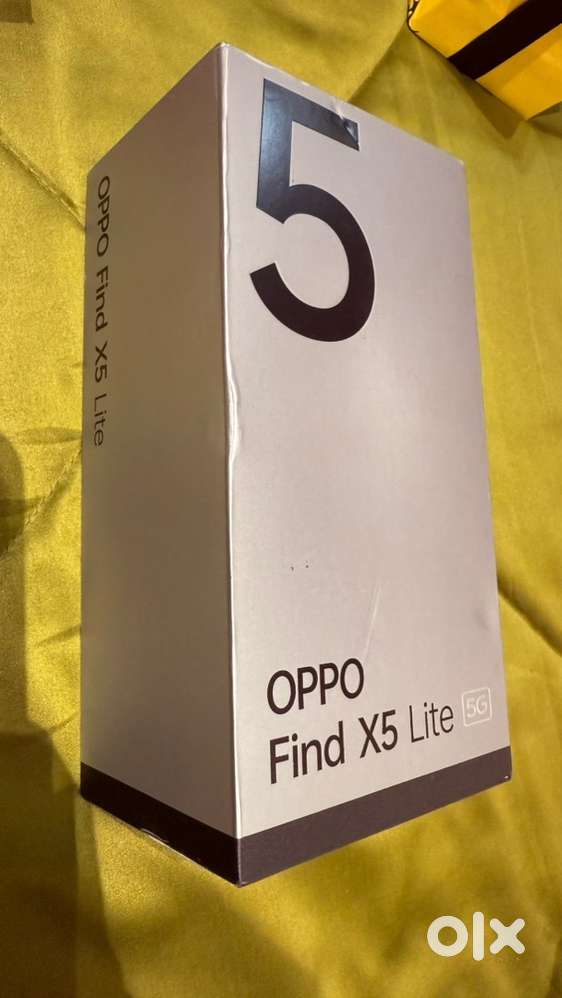 5
OPPO Find X5 Lite
OPPO
Find X5 Lite 5G
olx